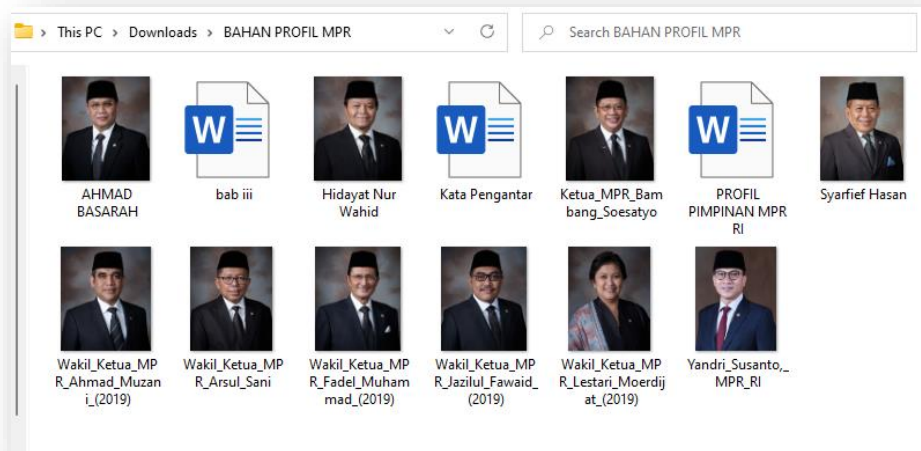 This PC > Downloads > BAHAN PROFIL MPR
Search BAHAN PROFIL MPR
AHMAD
BASARAH
bab iii
Hidayat Nur
Wahid
Kata Pengantar
Ketua_MPR_Bam
bang_Soesatyo
PROFIL
PIMPINAN MPR
RI
Syarfief Hasan
Wakil_Ketua_MP
R_Ahmad_Muzan
i_(2019)
Wakil_Ketua_MP
R_Arsul_Sani
Wakil_Ketua_MP
R_Fadel_Muham
mad_(2019)
Wakil_Ketua_MP
R_Jazilul_Fawaid_
(2019)
Wakil_Ketua_MP
R_Lestari_Moerdij
at_(2019)
Yandri_Susanto,_
MPR_RI